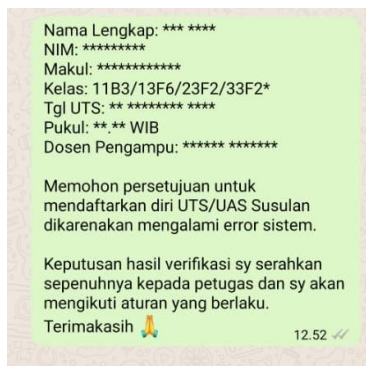 Nama Lengkap: *** ****
NIM: *********
Makul: ************
Kelas: 11B3/13F6/23F2/33F2*
Tgl UTS: ** ******** ****
Pukul: **.** WIB
Dosen Pengampu: ****** *******
Memohon persetujuan untuk
mendaftarkan diri UTS/UAS Susulan
dikarenakan mengalami error sistem.
Keputusan hasil verifikasi sy serahkan
sepenuhnya kepada petugas dan sy akan
mengikuti aturan yang berlaku.
Terimakasih 🙏
12.52